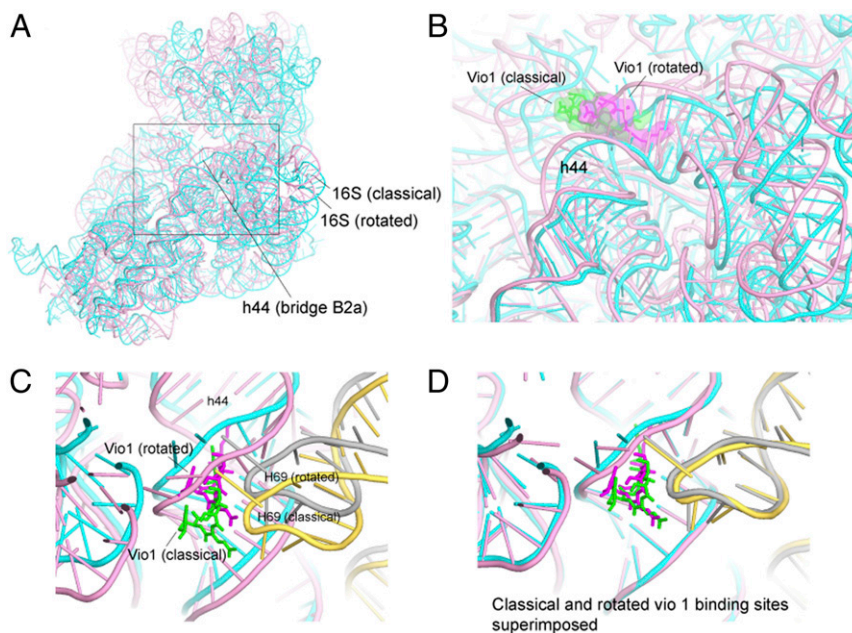 A
16S (classical)
16S (rotated)
h44 (bridge B2a)
B
Vio1 (classical)
Vio1 (rotated)
h44
C
h44
Vio1 (rotated)
H69 (rotated)
H69 (classical)
Vio1 (classical)
D
Classical and rotated vio 1 binding sites
superimposed